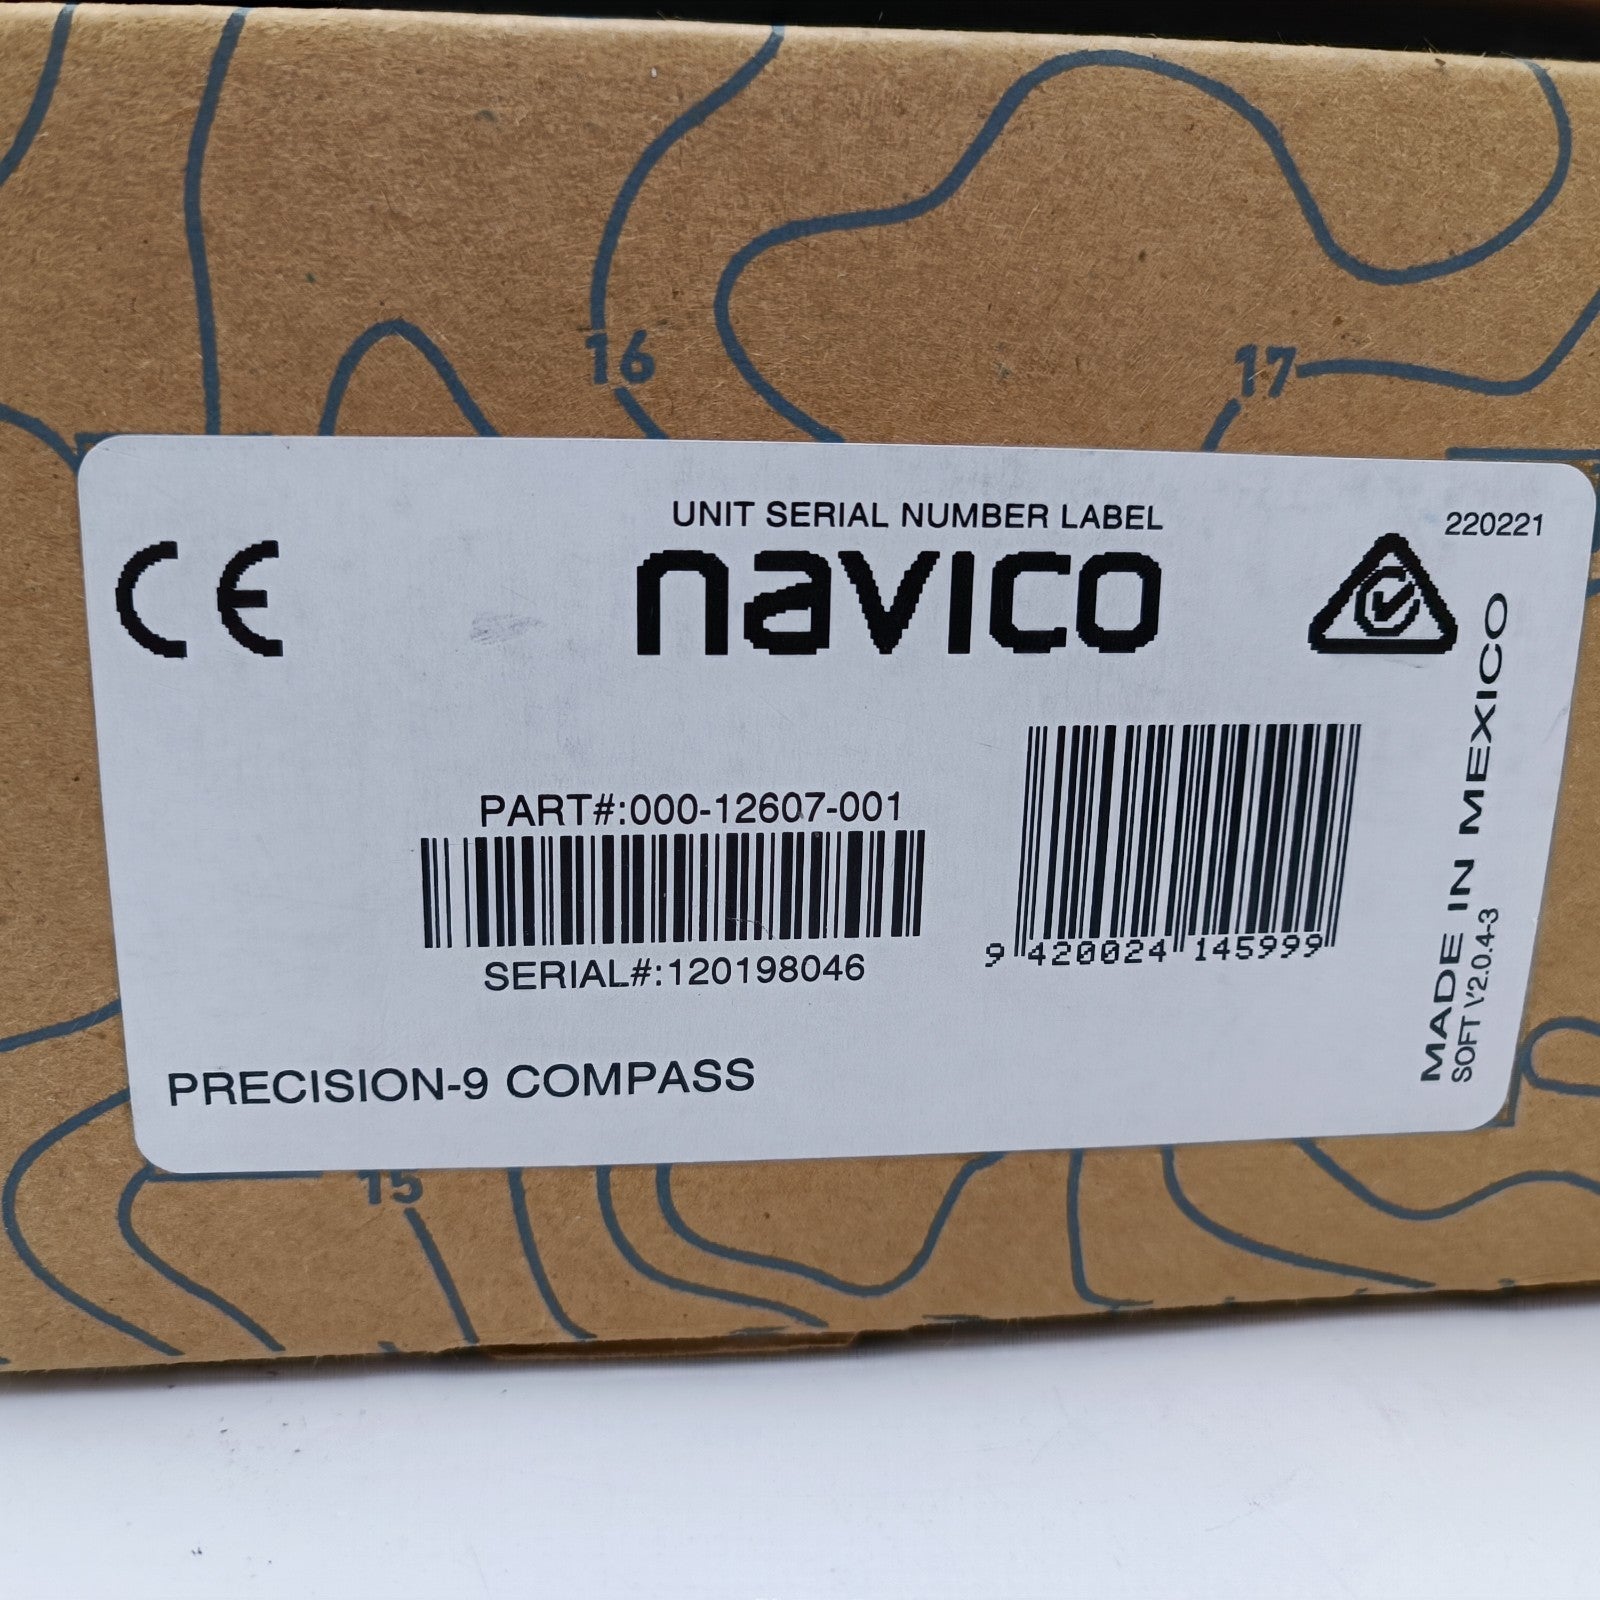 16
17
UNIT SERIAL NUMBER LABEL
220221
CE
navico
PART#:000-12607-001
SERIAL#:120198046
9 420024 145999
MADE IN MEXICO
SOFT V2.0.4-3
PRECISION-9 COMPASS
15